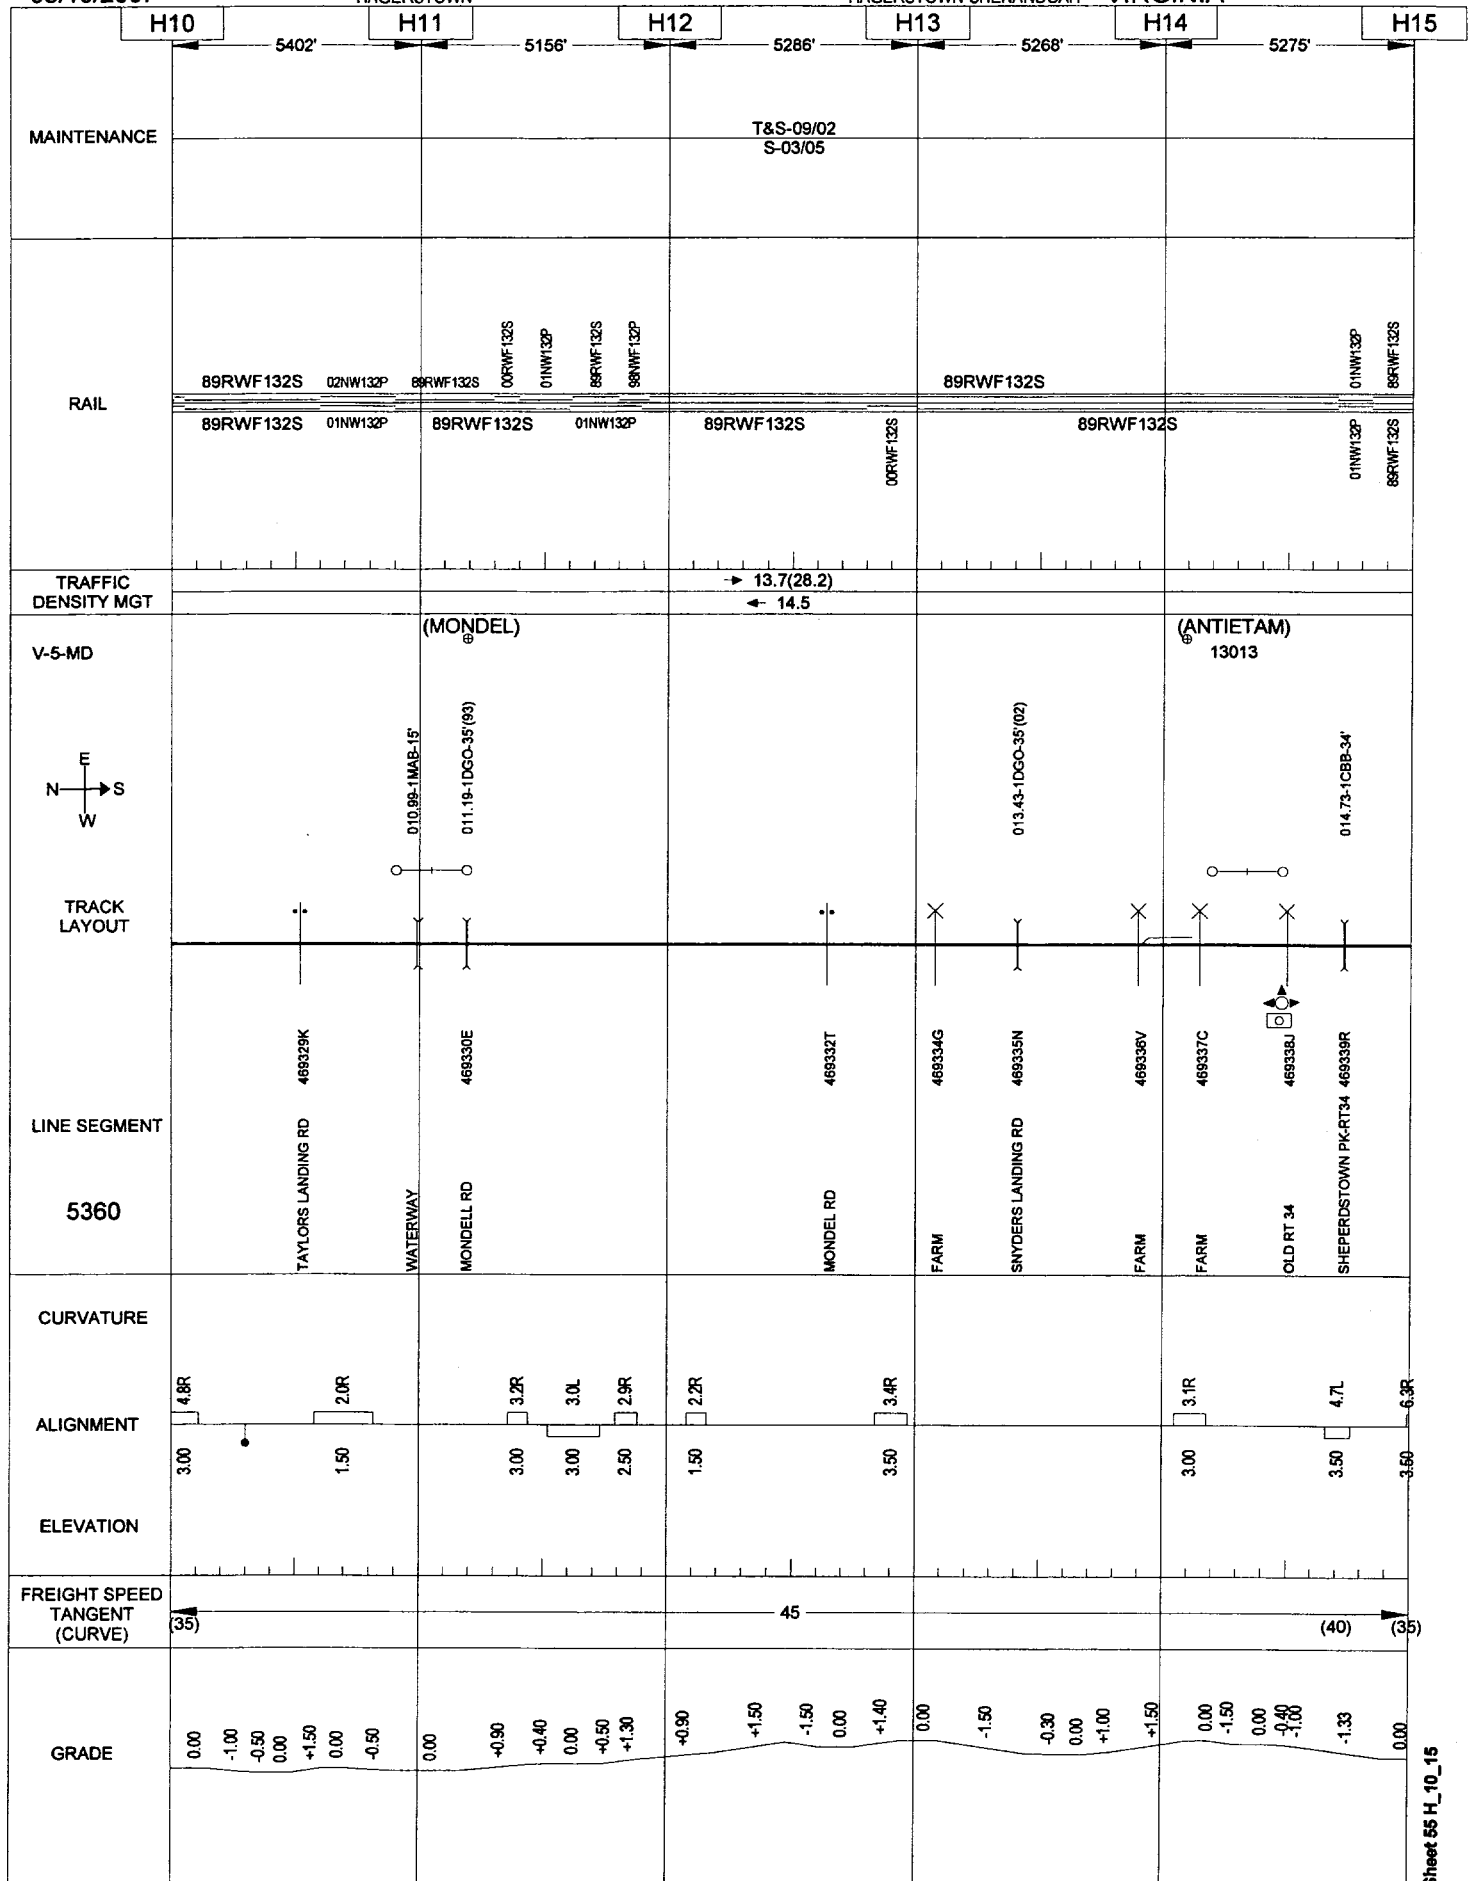 H10 H11 H12 H13 H14 H15
5402' 5156' 5286' 5268' 5275'
MAINTENANCE
T&S-09/02
S-03/05
00RWF132S 01NW132P 89RWF132S 98NWF132P 01NW132P 89RWF132S
89RWF132S 02NW132P 89RWF132S 89RWF132S
RAIL
89RWF132S 01NW132P 89RWF132S 01NW132P 89RWF132S 89RWF132S
00RWF132S 01NW132P 89RWF132S
TRAFFIC
DENSITY MGT
13.7(28.2)
14.5
(MONDEL) (ANTIETAM)
V-5-MD
13013
E
N S
W
010.99-1MAB-15' 011.19-1DGO-35'(93) 013.43-1DGO-35'(02) 014.73-1CBB-34'
TRACK
LAYOUT
469329K 469330E 469332T 469334G 469335N 469336V 469337C 469338J 469339R
LINE SEGMENT
5360
TAYLORS LANDING RD WATERWAY MONDELL RD MONDEL RD FARM SNYDERS LANDING RD FARM FARM OLD RT 34 SHEPERDSTOWN PK-RT34
CURVATURE
4.8R 2.0R 3.2R 3.0L 2.9R 2.2R 3.4R 3.1R 4.7L 6.3R
ALIGNMENT
3.00 1.50 3.00 3.00 2.50 1.50 3.50 3.00 3.50 3.50
ELEVATION
FREIGHT SPEED
TANGENT
(CURVE)
45
(35) (40) (35)
GRADE
0.00 -1.00 -0.50 0.00 +1.50 0.00 -0.50 0.00 +0.90 +0.40 0.00 +0.50 +1.30 +0.90 +1.50 -1.50 0.00 +1.40 0.00 -1.50 -0.30 0.00 +1.00 +1.50 0.00 -1.50 0.00 -0.40 -1.00 -1.33 0.00
Sheet 55 H_10_15